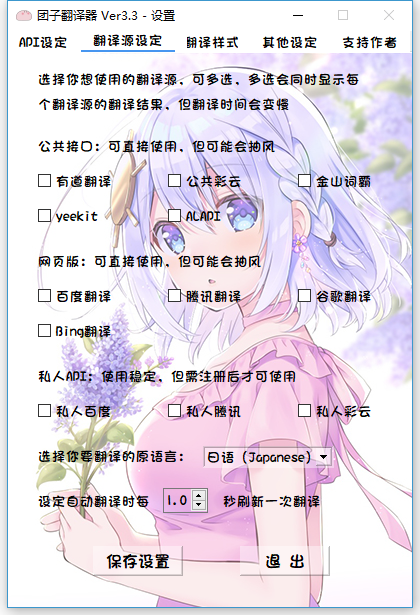 团子翻译器 Ver3.3 - 设置
API设定 翻译源设定 翻译样式 其他设定 支持作者
选择你想使用的翻译源，可多选，多选会同时显示每
个翻译源的翻译结果，但翻译时间会变慢
公共接口：可直接使用，但可能会抽风
有道翻译 公共彩云 金山词霸
yeekit ALAPI
网页版：可直接使用，但可能会抽风
百度翻译 腾讯翻译 谷歌翻译
Bing翻译
私人API：使用稳定，但需注册后才可使用
私人百度 私人腾讯 私人彩云
选择你要翻译的原语言： 日语（Japanese）
设定自动翻译时每 1.0 秒刷新一次翻译
保存设置 退 出